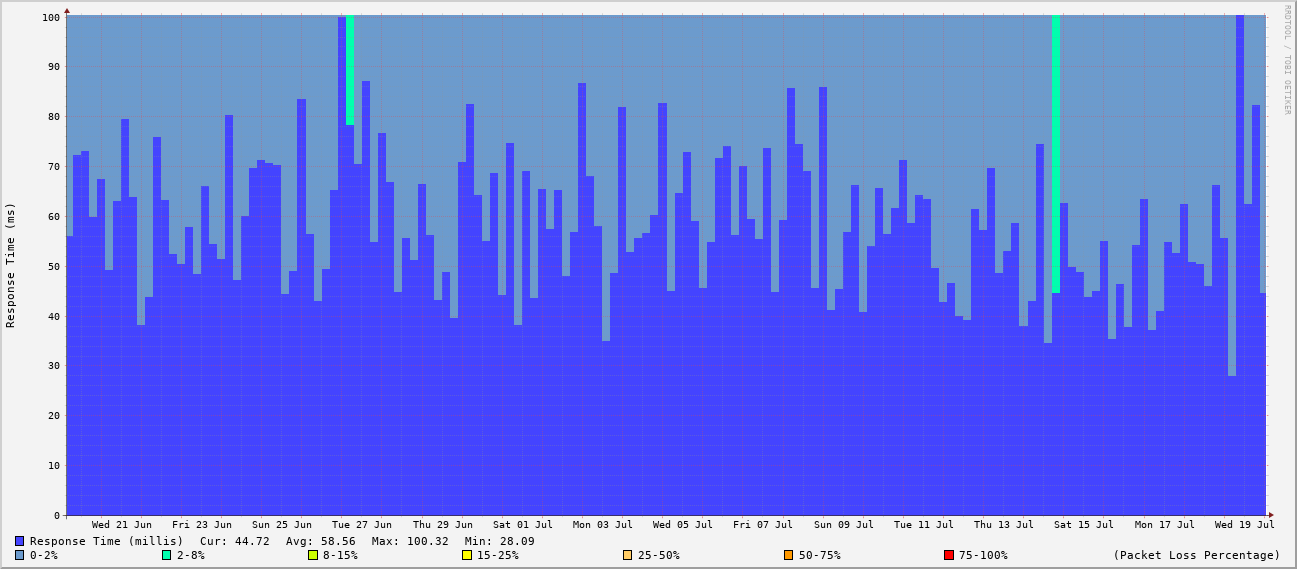 RRDTOOL / TOBI OETIKER
Response Time (ms)
100
90
80
70
60
50
40
30
20
10
0
Wed 21 Jun Fri 23 Jun Sun 25 Jun Tue 27 Jun Thu 29 Jun Sat 01 Jul Mon 03 Jul Wed 05 Jul Fri 07 Jul Sun 09 Jul Tue 11 Jul Thu 13 Jul Sat 15 Jul Mon 17 Jul Wed 19 Jul
Response Time (millis) Cur: 44.72 Avg: 58.56 Max: 100.32 Min: 28.09
0-2% 2-8% 8-15% 15-25% 25-50% 50-75% 75-100% (Packet Loss Percentage)